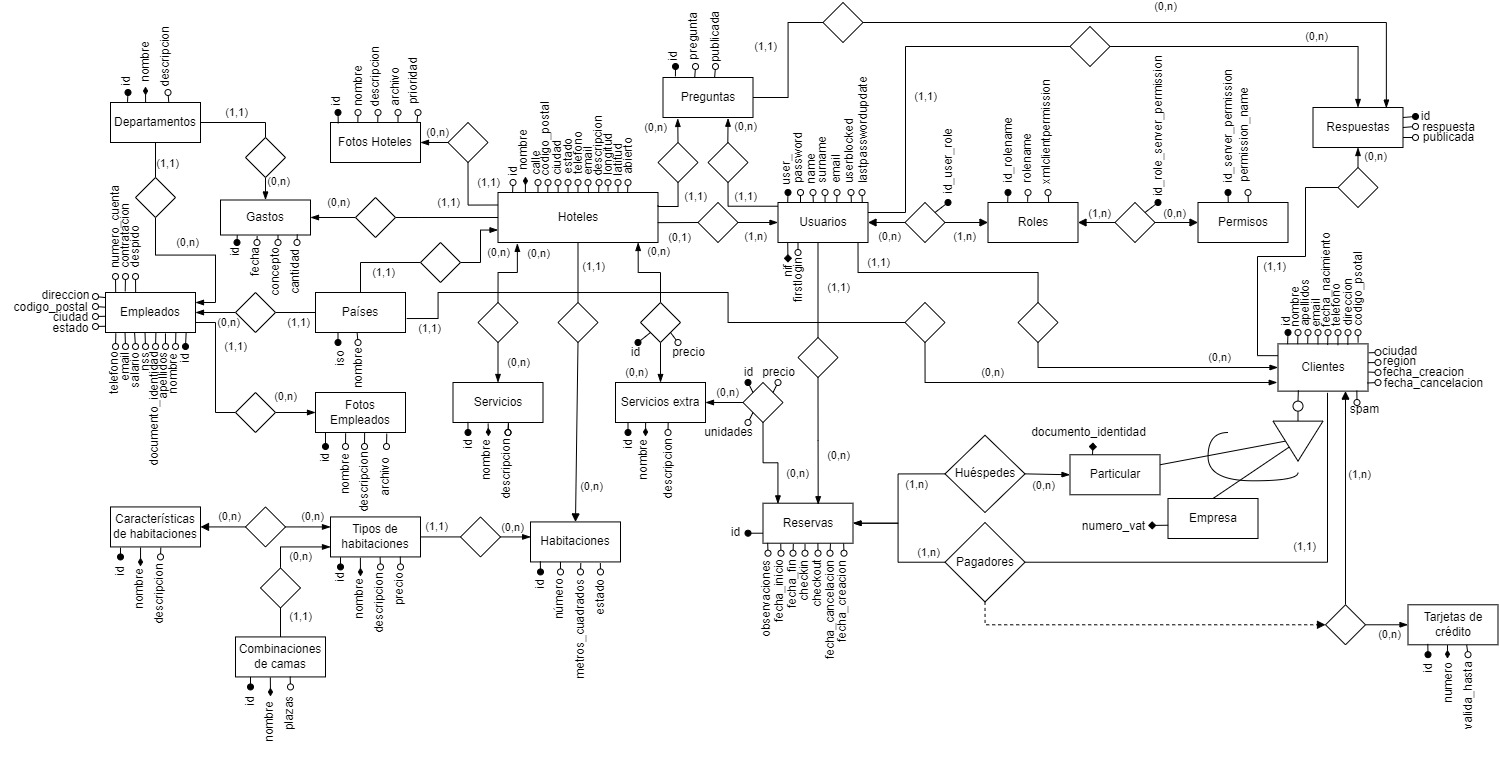 (0,n)
pregunta
publicada
id
(0,n)
(1,1)
descripcion
nombre
id
Preguntas
(1,1)
nombre
descripcion
archivo
prioridad
id
id_server_role_permission
id_server_permission
permission_name
Departamentos
(1,1)
Fotos Hoteles
(0,n)
(0,n)
(0,n)
id_rolename
rolename
xmlclientpermission
id_user_role
Respuestas
id
respuesta
publicada
(0,n)
(1,1)
id
nombre
calle
codigo_postal
ciudad
estado
telefono
email
descripcion
longitud
latitud
abierto
user_
password
name
surname
email
userblocked
lastpasswordupdate
(0,n)
(1,1)
(1,1)
(1,1)
Gastos
(0,n)
(1,1)
Hoteles
(0,1)
(1,n)
Usuarios
(0,n)
(1,n)
Roles
(1,n)
(0,n)
Permisos
id
fecha
concepto
cantidad
(0,n)
numero_cuenta
contratacion
despido
(0,n)
(0,n)
(0,n)
nif
firstlogin
(1,1)
(1,1)
(1,1)
(1,1)
(1,1)
direccion
codigo_postal
ciudad
estado
Empleados
(0,n)
(1,1)
Países
(1,1)
(1,1)
iso
nombre
id
precio
id
nombre
apellidos
email
fecha_nacimiento
telefono
direccion
codigo_psotal
telefono
email
salario
nss
documento_identidad
apellidos
nombre
id
(0,n)
(0,n)
(0,n)
(0,n)
Clientes
ciudad
region
fecha_creacion
fecha_cancelacion
spam
(0,n)
Fotos
Empleados
Servicios
Servicios extra
(0,n)
id
precio
unidades
id
nombre
descripcion
archivo
id
nombre
descripcion
id
nombre
descripcion
documento_identidad
(0,n)
(0,n)
(0,n)
(1,n)
Huéspedes
(0,n)
Particular
(1,n)
Empresa
numero_vat
Características
de habitaciones
(0,n)
(0,n)
Tipos de
habitaciones
(1,1)
(0,n)
Habitaciones
id
Reservas
(1,n)
Pagadores
(1,1)
id
nombre
descripcion
(0,n)
id
nombre
descripcion
precio
id
número
metros_cuadrados
estado
observaciones
fecha_inicio
fecha_fin
checkin
checkout
fecha_cancelacion
fecha_creacion
(1,1)
Combinaciones
de camas
id
nombre
plazas
(0,n)
Tarjetas de
crédito
id
numero
valida_hasta